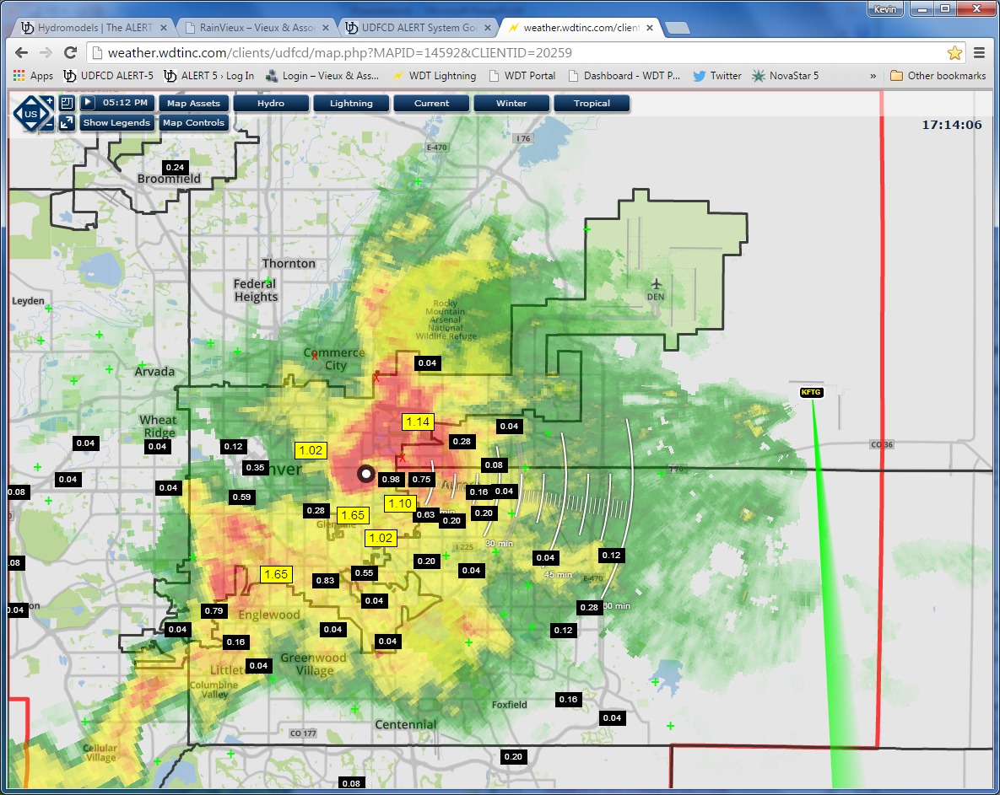 Kevin
Hydromodels | The ALERT
RainVieux – Vieux & Assoc
UDFCD ALERT System Goo
weather.wdtinc.com/client
weather.wdtinc.com/clients/udfcd/map.php?MAPID=14592&CLIENTID=20259
Apps
UDFCD ALERT-5
ALERT 5 › Log In
Login – Vieux & Ass...
WDT Lightning
WDT Portal
Dashboard - WDT P...
Twitter
NovaStar 5
»
Other bookmarks
US
05:12 PM
Map Assets
Hydro
Lightning
Current
Winter
Tropical
Show Legends
Map Controls
17:14:06
I 76
E-470
0.24
Broomfield
Thornton
Federal
Heights
Leyden
DEN
Rocky
Mountain
Arsenal
National
Wildlife Refuge
Commerce
City
X
0.04
Arvada
X
KFTG
Wheat
Ridge
1.14
0.04
0.04
0.04
0.12
1.02
0.28
CO 36
X
0.35
nver
0.08
I 70
0.04
0.98
0.75
0.08
0.04
0.16
0.04
0.59
1.10
0.28
1.65
0.63
min
0.20
0.20
Glendale
1.02
30 min
I 225
.08
0.20
0.04
0.12
0.55
0.04
1.65
0.83
45 min
E-470
0.04
on
0.79
0.04
0.28
60 min
Englewood
0.04
0.04
0.12
0.16
0.04
Greenwood
Village
Littlet
0.04
Columbine
Valley
0.16
Foxfield
0.04
Centennial
CO 177
Cellular
Village
0.20
0.08